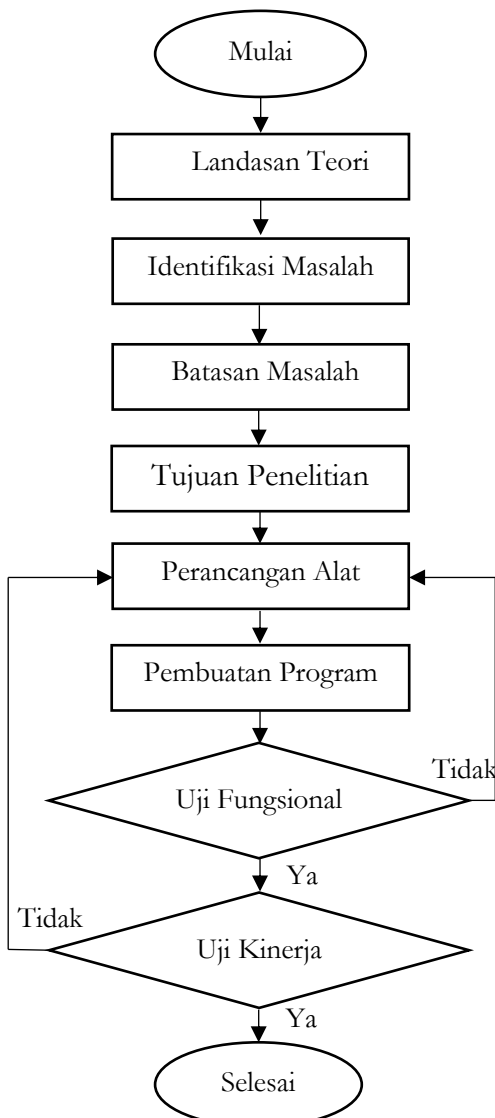 Mulai
Landasan Teori
Identifikasi Masalah
Batasan Masalah
Tujuan Penelitian
Perancangan Alat
Pembuatan Program
Tidak
Uji Fungsional
Ya
Tidak
Uji Kinerja
Ya
Selesai